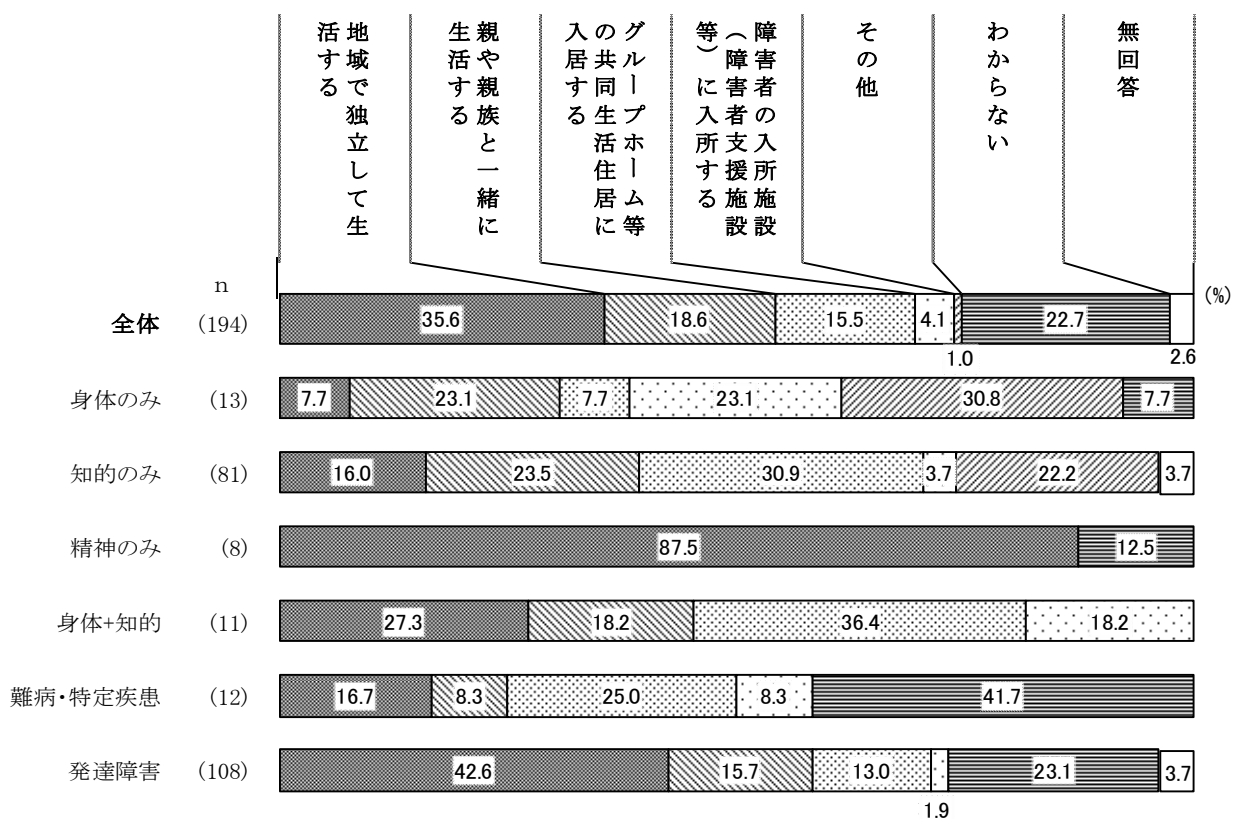 地域で独立して生
活する
親や親族と一緒に
生活する
グループホーム等
の共同生活住居に
入居する
障害者の入所施設
（障害者支援施設
等）に入所する
その他
わからない
無回答
n
(%)
全体 (194) 35.6 18.6 15.5 4.1 22.7
1.0 2.6
身体のみ (13) 7.7 23.1 7.7 23.1 30.8 7.7
知的のみ (81) 16.0 23.5 30.9 3.7 22.2 3.7
精神のみ (8) 87.5 12.5
身体+知的 (11) 27.3 18.2 36.4 18.2
難病・特定疾患 (12) 16.7 8.3 25.0 8.3 41.7
発達障害 (108) 42.6 15.7 13.0 23.1 3.7
1.9